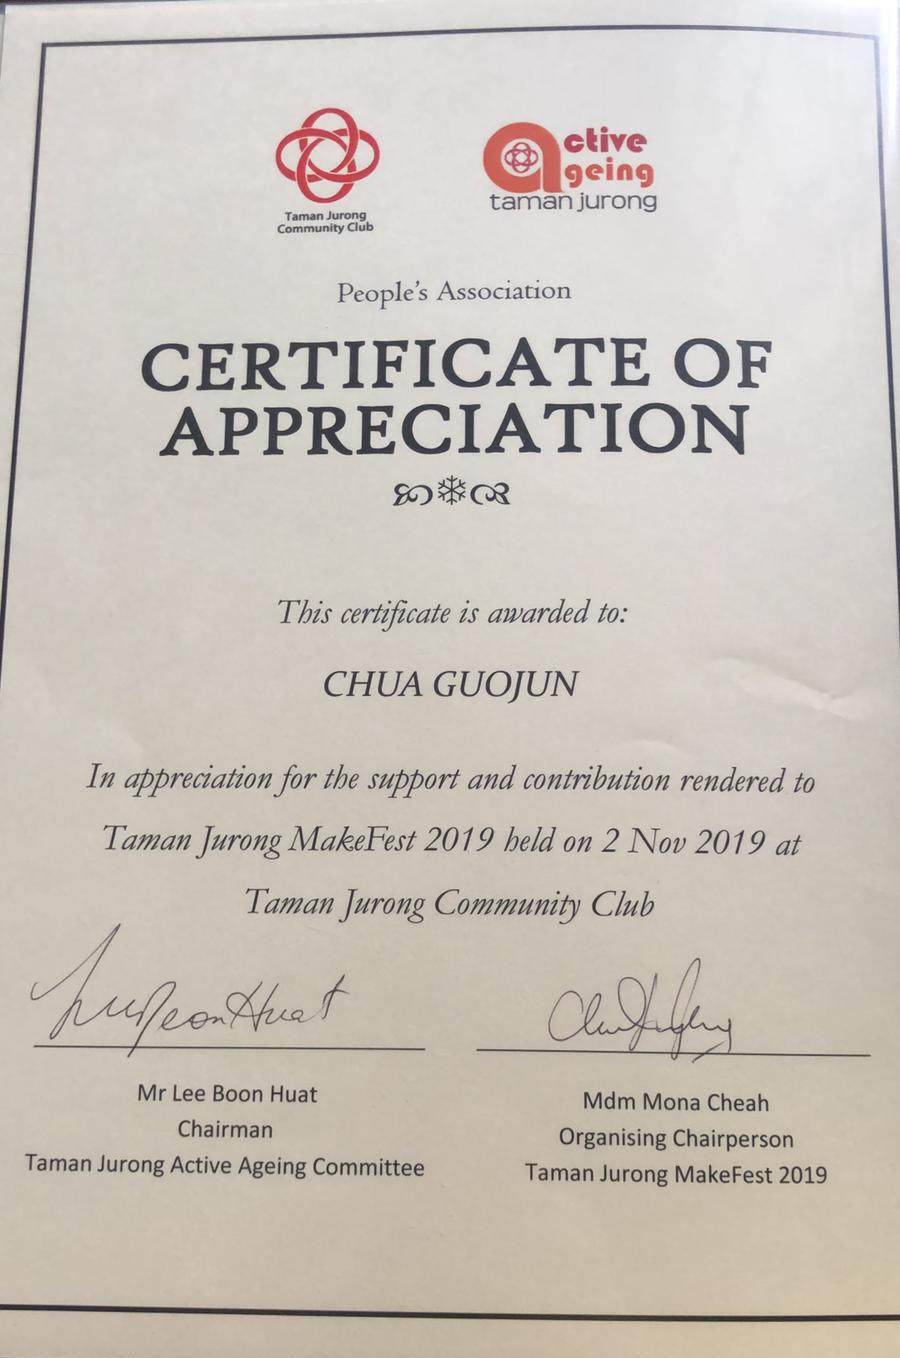 Taman Jurong
Community Club
active
ageing
taman jurong
People's Association
CERTIFICATE OF
APPRECIATION
This certificate is awarded to:
CHUA GUOJUN
In appreciation for the support and contribution rendered to
Taman Jurong MakeFest 2019 held on 2 Nov 2019 at
Taman Jurong Community Club
Mr Lee Boon Huat
Chairman
Taman Jurong Active Ageing Committee
Mdm Mona Cheah
Organising Chairperson
Taman Jurong MakeFest 2019